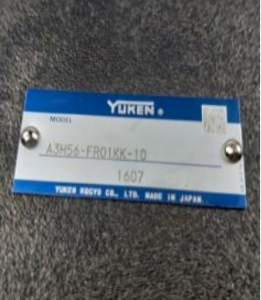 YUKEN ®
MODEL
A3H56-FR01KK-10
1607
YUKEN KOGYO CO., LTD. MADE IN JAPAN